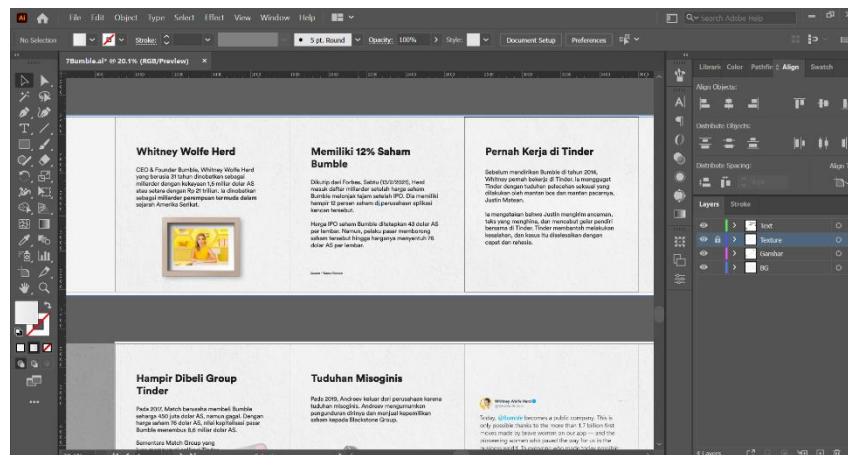 File Edit Object Type Select Effect View Window Help
Search Adobe Help
No Selection
Stroke:
5 pt. Round
Opacity: 100%
Style:
Document Setup
Preferences
7Bumble.ai* @ 20.1% (RGB/Preview)
Align
Swatch
Color
Align Objects:
Distribute Objects:
Distribute Spacing:
Layers
Stroke
Text
Texture
Gambar
BG
Whitney Wolfe Herd
CEO & Founder Bumble, Whitney Wolfe Herd
yang berusia 31 tahun dinobatkan sebagai
miliarder dengan kekayaan 1,5 miliar dolar AS
atau setara dengan Rp 21 triliun. Ia dinobatkan
sebagai miliarder perempuan termuda dalam
sejarah Amerika Serikat.
Memiliki 12% Saham
Bumble
Dikutip dari Forbes, Sabtu (13/2/2021), Herd
masuk daftar miliarder setelah harga saham
Bumble melonjak tajam setelah IPO. Dia memiliki
hampir 12 persen saham di perusahaan aplikasi
kencan tersebut.
Harga IPO saham Bumble ditetapkan 43 dolar AS
per lembar. Namun, pelaku pasar memborong
saham tersebut hingga harganya menyentuh 76
dolar AS per lembar.
Pernah Kerja di Tinder
Sebelum mendirikan Bumble di tahun 2014,
Whitney pernah bekerja di Tinder. Ia menggugat
Tinder dengan tuduhan pelecehan seksual yang
dilakukan oleh mantan bos dan mantan pacarnya,
Justin Mateen.
Ia mengatakan bahwa Justin mengirim ancaman,
teks yang menghina, dan mencabut gelar pendiri
bersama di Tinder. Tinder membantah melakukan
kesalahan, dan kasus itu diselesaikan dengan
cepat dan rahasia.
Hampir Dibeli Group
Tinder
Pada 2017, Match berusaha membeli Bumble
seharga 450 juta dolar AS, namun gagal. Dengan
harga saham 76 dolar AS, nilai kapitalisasi pasar
Bumble menembus 8,6 miliar dolar AS.
Sementara Match Group yang
Tuduhan Misoginis
Pada 2019, Andreev keluar dari perusahaan karena
tuduhan misoginis. Andreev mengumumkan
pengunduran dirinya dan menjual kepemilikan
saham kepada Blackstone Group.
Whitney Wolfe Herd
Today, @Bumble becomes a public company. This is
only possible thanks to the more than 1.7 billion first
moves made by brave women on our app — and the
pioneering women who paved the way for us in the
business world. To everyone who made today possible